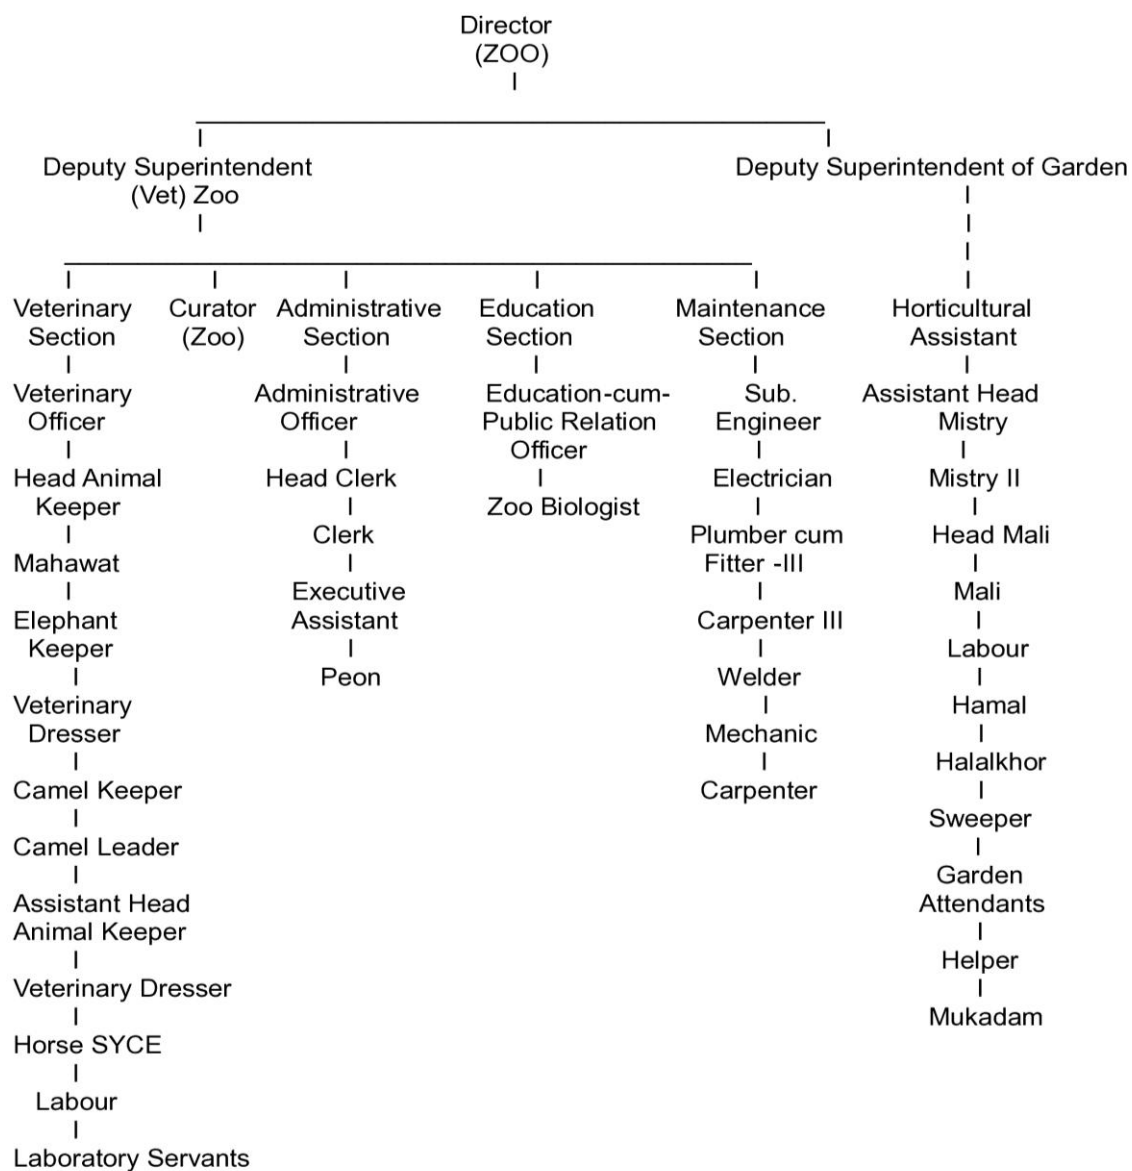 Director
(ZOO)
Deputy Superintendent
(Vet) Zoo
Deputy Superintendent of Garden
Veterinary
Section
Curator
(Zoo)
Administrative
Section
Education
Section
Maintenance
Section
Horticultural
Assistant
Veterinary
Officer
Head Animal
Keeper
Mahawat
Elephant
Keeper
Veterinary
Dresser
Camel Keeper
Camel Leader
Assistant Head
Animal Keeper
Veterinary Dresser
Horse SYCE
Labour
Laboratory Servants
Administrative
Officer
Head Clerk
Clerk
Executive
Assistant
Peon
Education-cum-
Public Relation
Officer
Zoo Biologist
Sub.
Engineer
Electrician
Plumber cum
Fitter -III
Carpenter III
Welder
Mechanic
Carpenter
Assistant Head
Mistry
Mistry II
Head Mali
Mali
Labour
Hamal
Halalkhor
Sweeper
Garden
Attendants
Helper
Mukadam